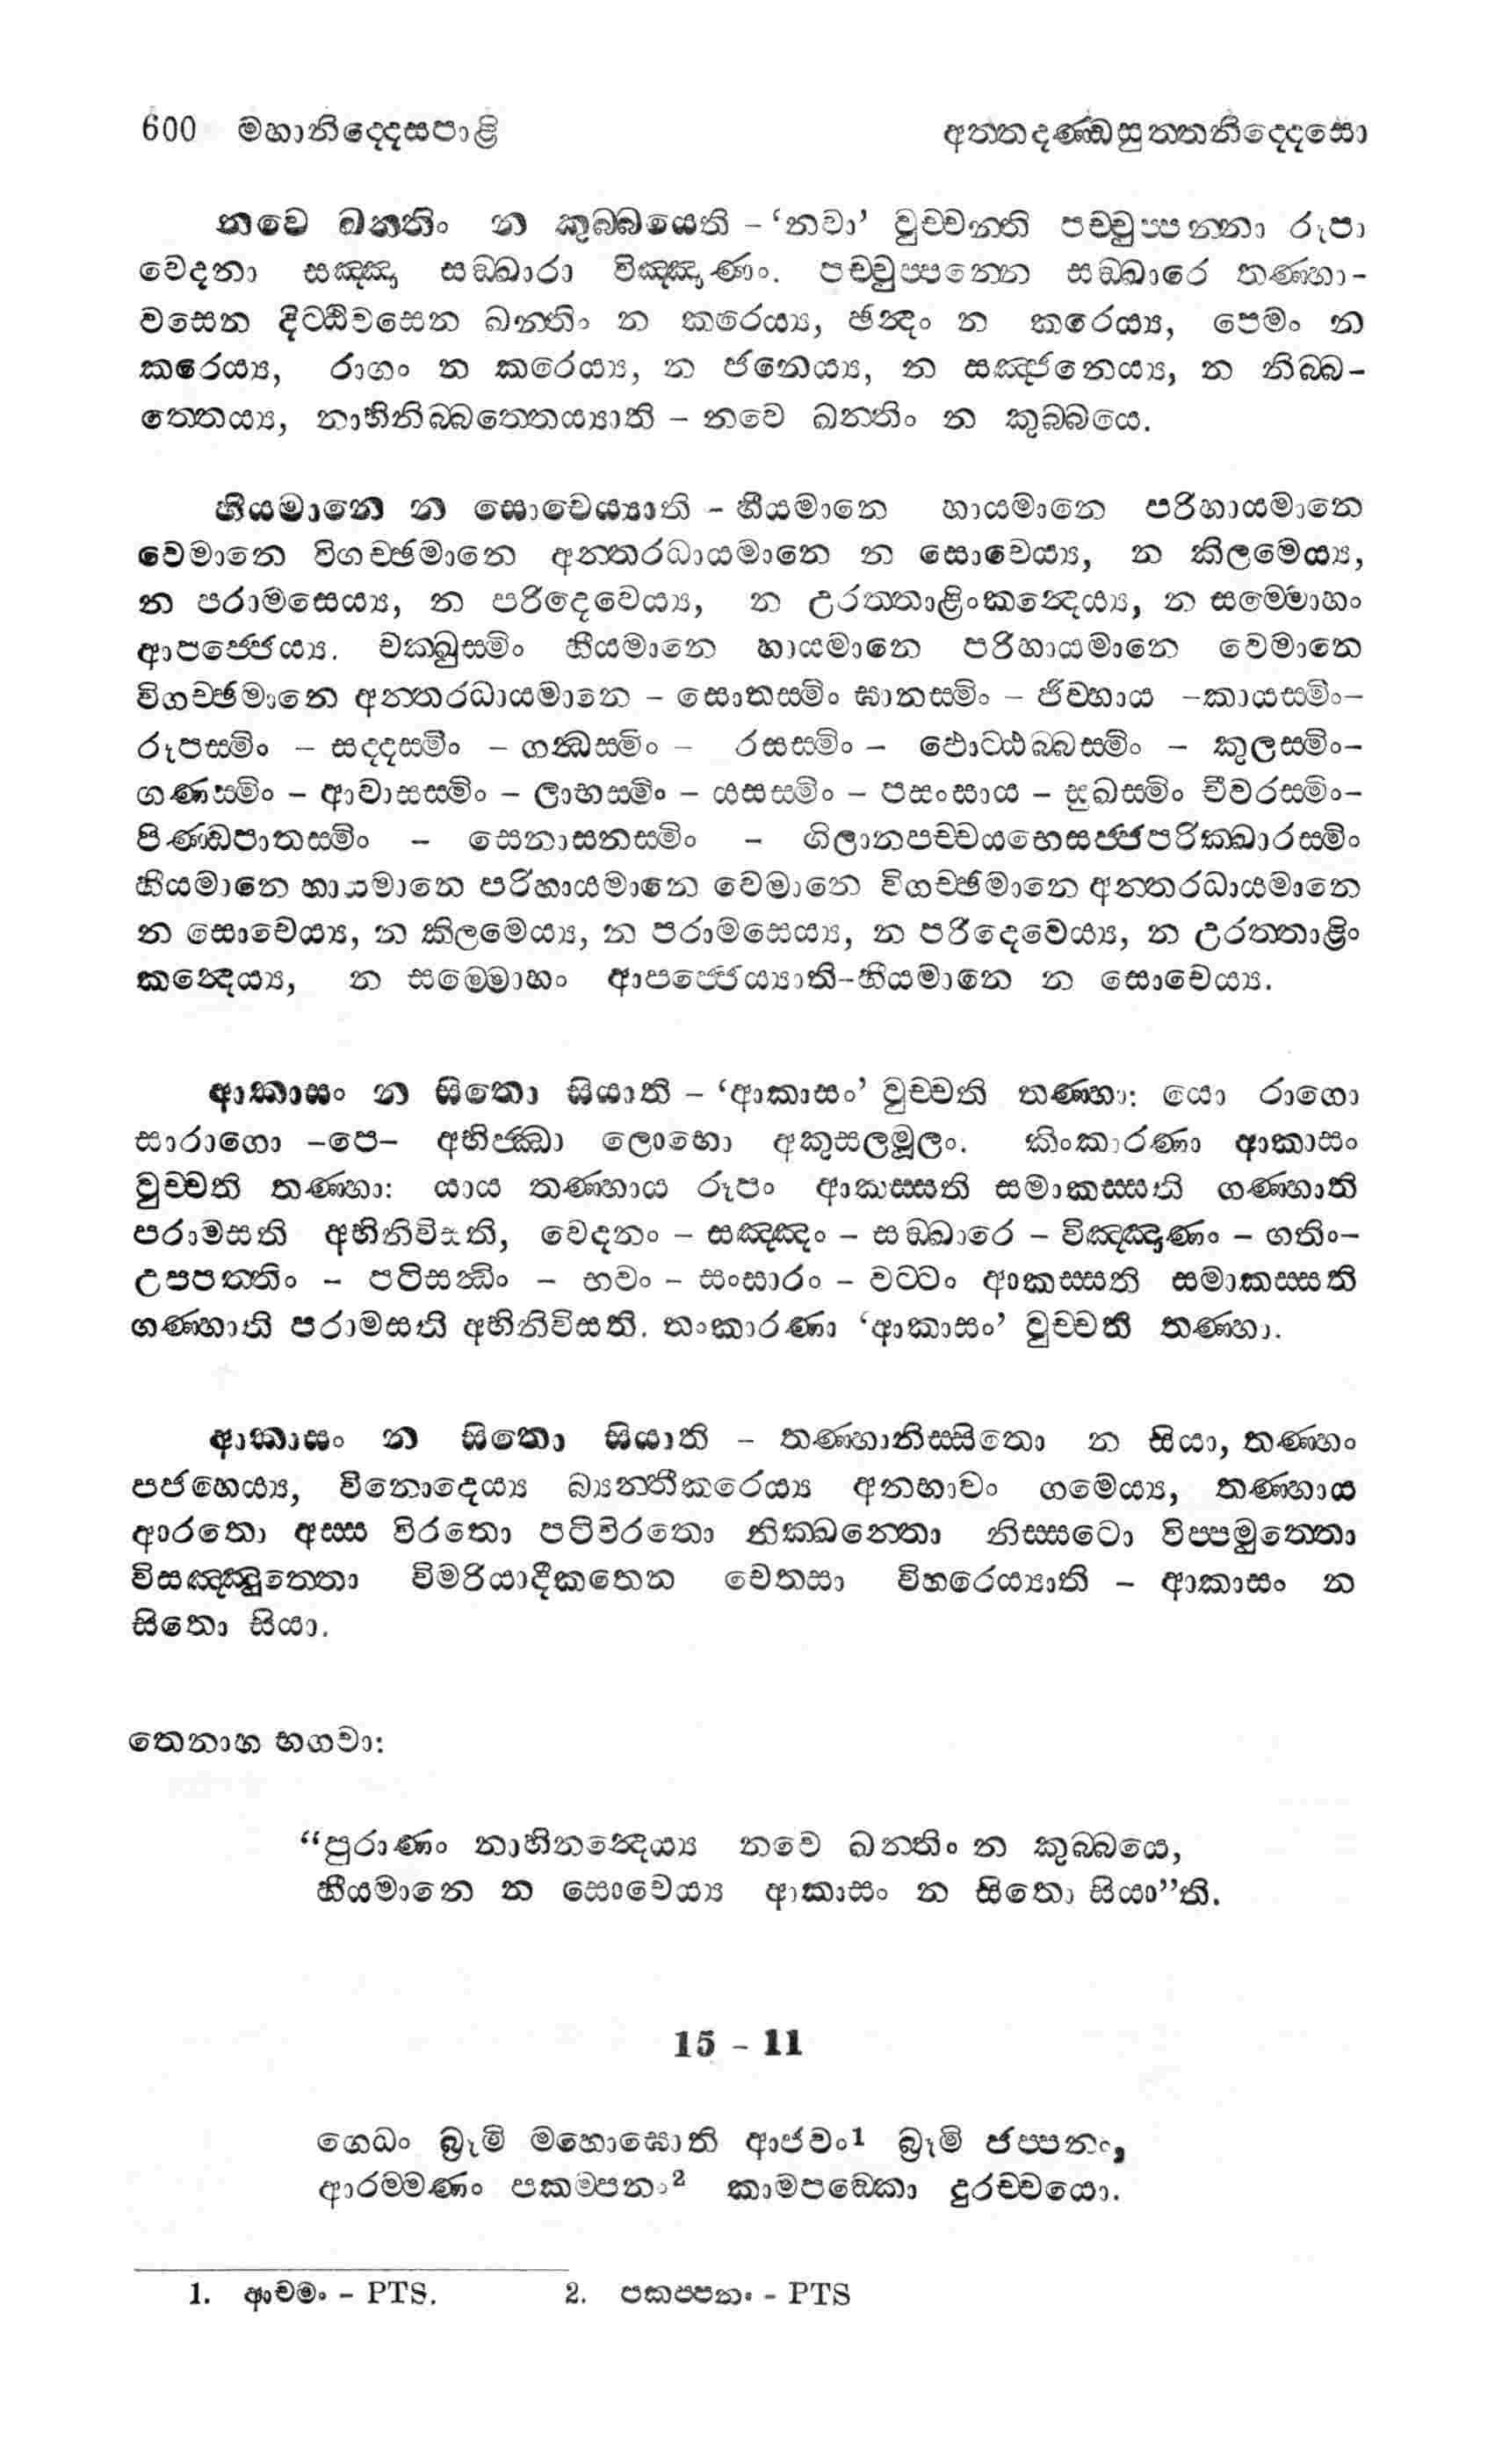 600 මහානිද්දෙසපාළි අත්තදණ්ඩසුත්තනිද්දෙසො
නවෙ ඛන්තිං න කුබ්බයෙති – ‘නවා’ වුච්චන්ති පච්චුප්පන්නා රූපා
වෙදනා සඤ්ඤා සඞ්ඛාරා විඤ්ඤාණං. පච්චුප්පන්නෙ සඞ්ඛාරෙ තණ්හා-
වසෙන දිට්ඨිවසෙන ඛන්තිං න කරෙය්‍ය, ඡන්දං න කරෙය්‍ය, පෙමං න
කරෙය්‍ය, රාගං න කරෙය්‍ය, න ජනෙය්‍ය, න සඤ්ජනෙය්‍ය, න නිබ්බ-
ත්තෙය්‍ය, නාභිනිබ්බත්තෙය්‍යාති – නවෙ ඛන්තිං න කුබ්බයෙ.
හීයමානෙ න සොචෙය්‍යාති – හීයමානෙ හායමානෙ පරිහායමානෙ
වෙමානෙ විගච්ඡමානෙ අන්තරධායමානෙ න සොචෙය්‍ය, න කිලමෙය්‍ය,
න පරාමසෙය්‍ය, න පරිදෙවෙය්‍ය, න උරත්තාළිංකන්දෙය්‍ය, න සම්මොහං
ආපජ්ජෙය්‍ය. චක්ඛුස්මිං හීයමානෙ හායමානෙ පරිහායමානෙ වෙමානෙ
විගච්ඡමානෙ අන්තරධායමානෙ – සොතස්මිං ඝානස්මිං – ජිව්හාය –කායස්මිං–
රූපස්මිං – සද්දස්මිං – ගන්ධස්මිං – රසස්මිං – ඵොට්ඨබ්බස්මිං – කුලස්මිං–
ගණස්මිං – ආවාසස්මිං – ලාභස්මිං – යසස්මිං – පසංසාය – සුඛස්මිං චීවරස්මිං–
පිණ්ඩපාතස්මිං – සෙනාසනස්මිං – ගිලානපච්චයභෙසජ්ජපරික්ඛාරස්මිං
හීයමානෙ හායමානෙ පරිහායමානෙ වෙමානෙ විගච්ඡමානෙ අන්තරධායමානෙ
න සොචෙය්‍ය, න කිලමෙය්‍ය, න පරාමසෙය්‍ය, න පරිදෙවෙය්‍ය, න උරත්තාළිං
කන්දෙය්‍ය, න සම්මොහං ආපජ්ජෙය්‍යාති–හීයමානෙ න සොචෙය්‍ය.
ආකාසං න සිතො සියාති – ‘ආකාසං’ වුච්චති තණ්හා: යො රාගො
සාරාගො –පෙ– අභිජ්ඣා ලොභො අකුසලමූලං. කිංකාරණා ආකාසං
වුච්චති තණ්හා: යාය තණ්හාය රූපං ආකස්සති සමාකස්සති ගණ්හාති
පරාමසති අභිනිවිසති, වෙදනං – සඤ්ඤං – සඞ්ඛාරෙ – විඤ්ඤාණං – ගතිං–
උපපත්තිං – පටිසන්ධිං – භවං – සංසාරං – වට්ටං ආකස්සති සමාකස්සති
ගණ්හාති පරාමසති අභිනිවිසති. තංකාරණා ‘ආකාසං’ වුච්චති තණ්හා.
ආකාසං න සිතො සියාති – තණ්හානිස්සිතො න සියා, තණ්හං
පජහෙය්‍ය, විනොදෙය්‍ය බ්‍යන්තීකරෙය්‍ය අනභාවං ගමෙය්‍ය, තණ්හාය
ආරතො අස්ස විරතො පටිවිරතො නික්ඛන්තො නිස්සටො විප්පමුත්තො
විසඤ්ඤුත්තො විමරියාදීකතෙන චෙතසා විහරෙය්‍යාති – ආකාසං න
සිතො සියා.
තෙනාහ භගවා:
“පුරාණං නාභිනන්දෙය්‍ය නවෙ ඛන්තිං න කුබ්බයෙ,
හීයමානෙ න සොචෙය්‍ය ආකාසං න සිතො සියා”ති.
15 – 11
ගෙධං බ්‍රූමි මහොඝොති ආජවං1 බ්‍රූමි ජප්පනං,
ආරම්මණං පකම්පනං2 කාමපඞ්කො දුරච්චයො.
1. ආචමං – PTS. 2. පකප්පනං – PTS